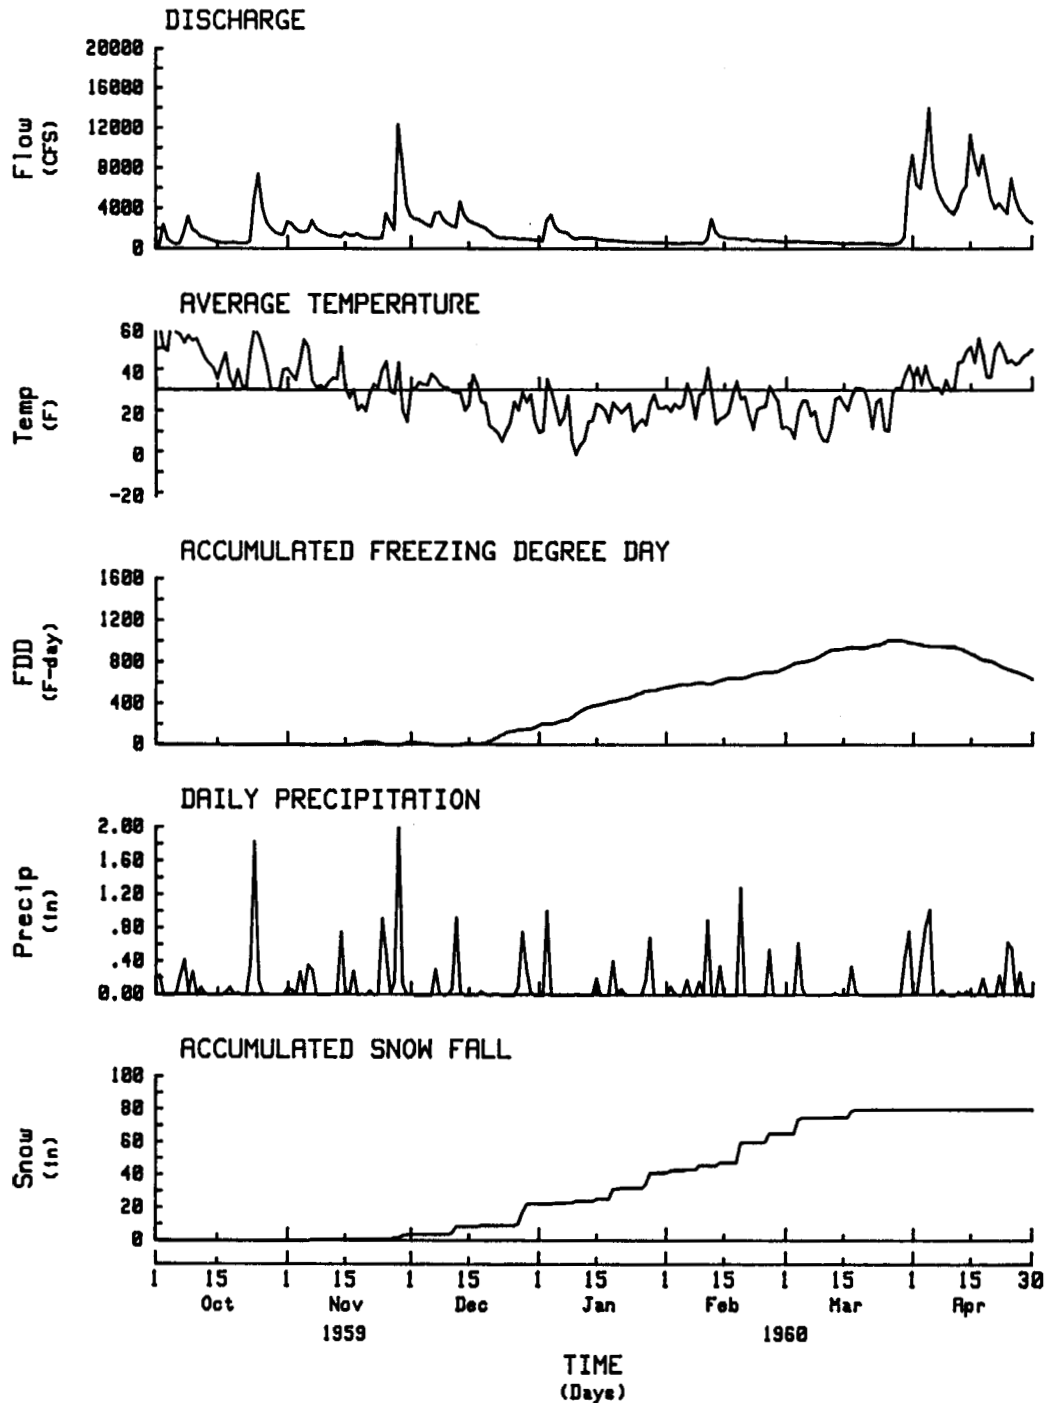 DISCHARGE
20000
16000
12000
8000
4000
0
Flow
(CFS)
AVERAGE TEMPERATURE
60
40
20
0
-20
Temp
(F)
ACCUMULATED FREEZING DEGREE DAY
1600
1200
800
400
0
FDD
(F-day)
DAILY PRECIPITATION
2.00
1.60
1.20
.80
.40
0.00
Precip
(in)
ACCUMULATED SNOW FALL
100
80
60
40
20
0
Snow
(in)
1 15 1 15 1 15 1 15 1 15 1 15 1 15 30
Oct Nov Dec Jan Feb Mar Apr
1959 1960
TIME
(Days)